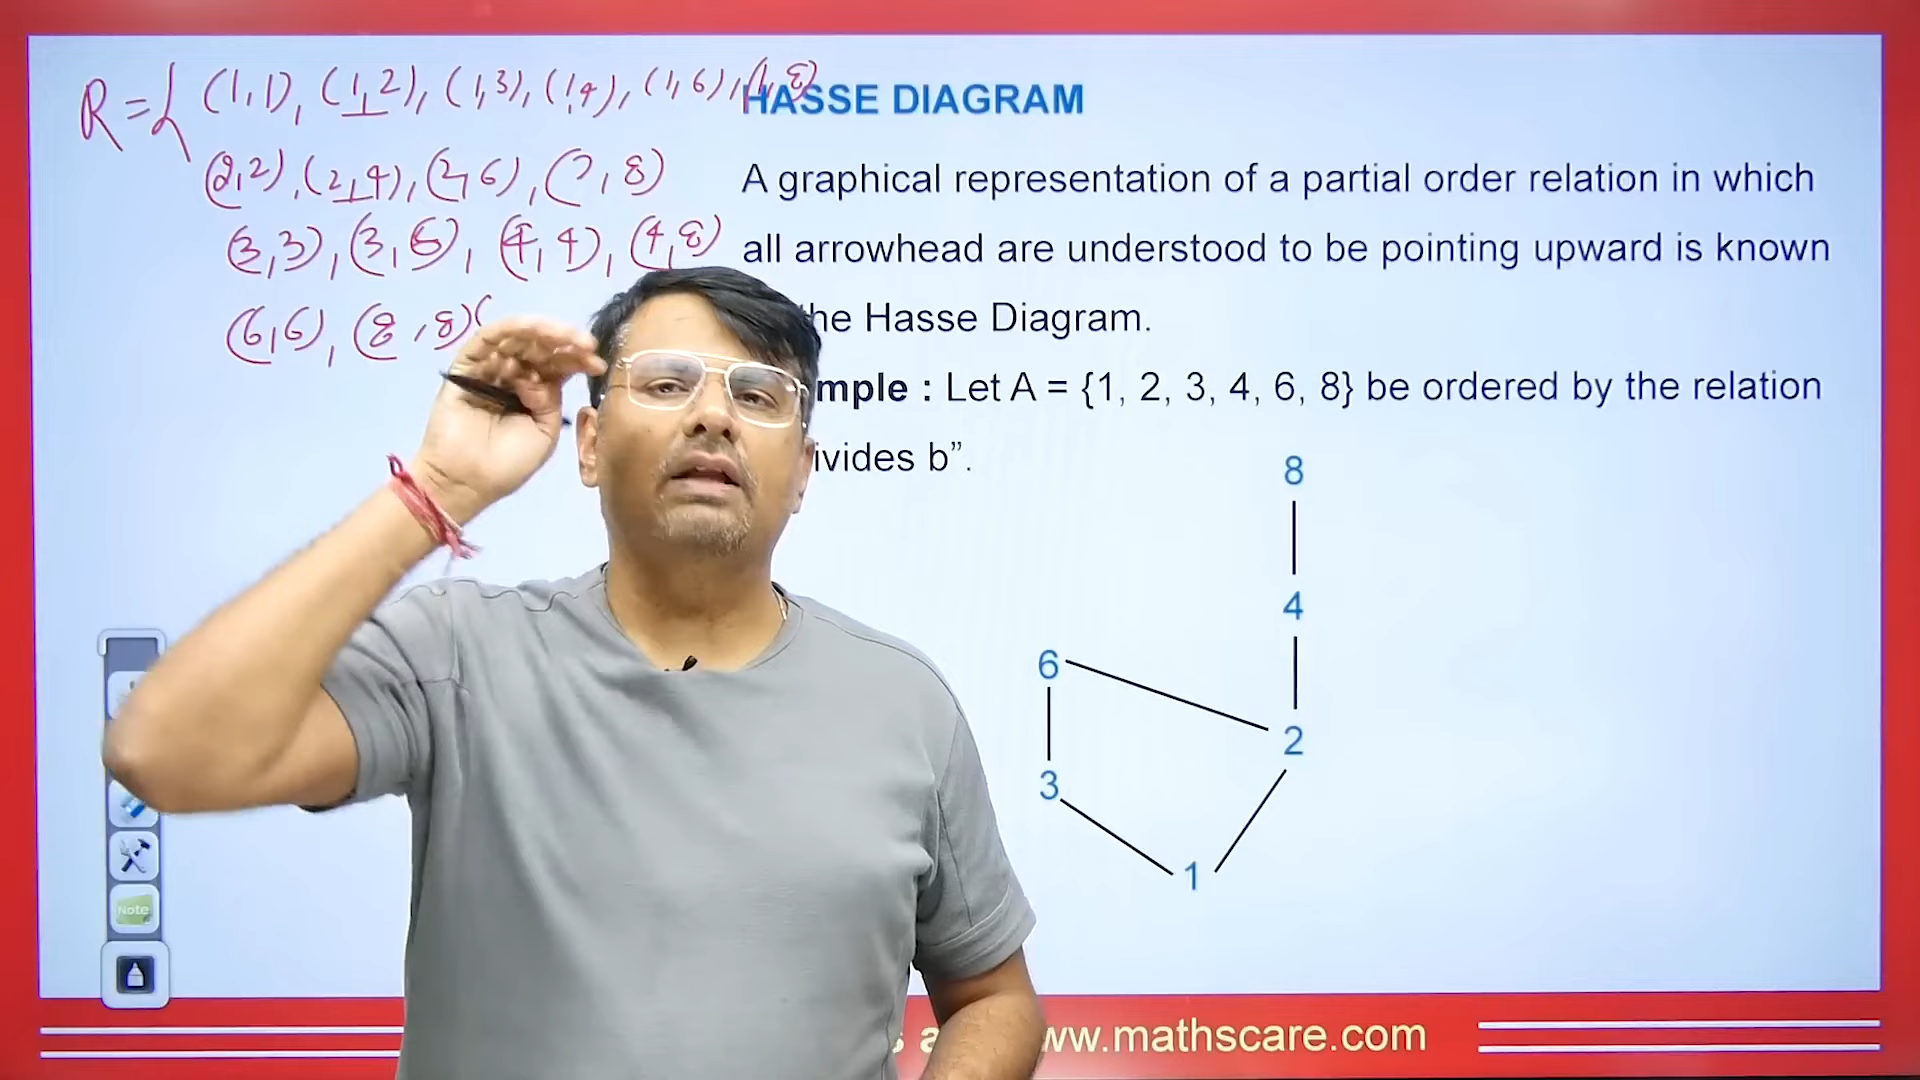 R = { (1,1), (1,2), (1,3), (1,4), (1,6), (1,8)
(2,2), (2,4), (2,6), (2,8)
(3,3), (3,6), (4,4), (4,8)
(6,6), (8,8)
HASSE DIAGRAM
A graphical representation of a partial order relation in which
all arrowhead are understood to be pointing upward is known
he Hasse Diagram.
mple : Let A = {1, 2, 3, 4, 6, 8} be ordered by the relation
ivides b”.
8
4
6
2
3
1
Note
ww.mathscare.com